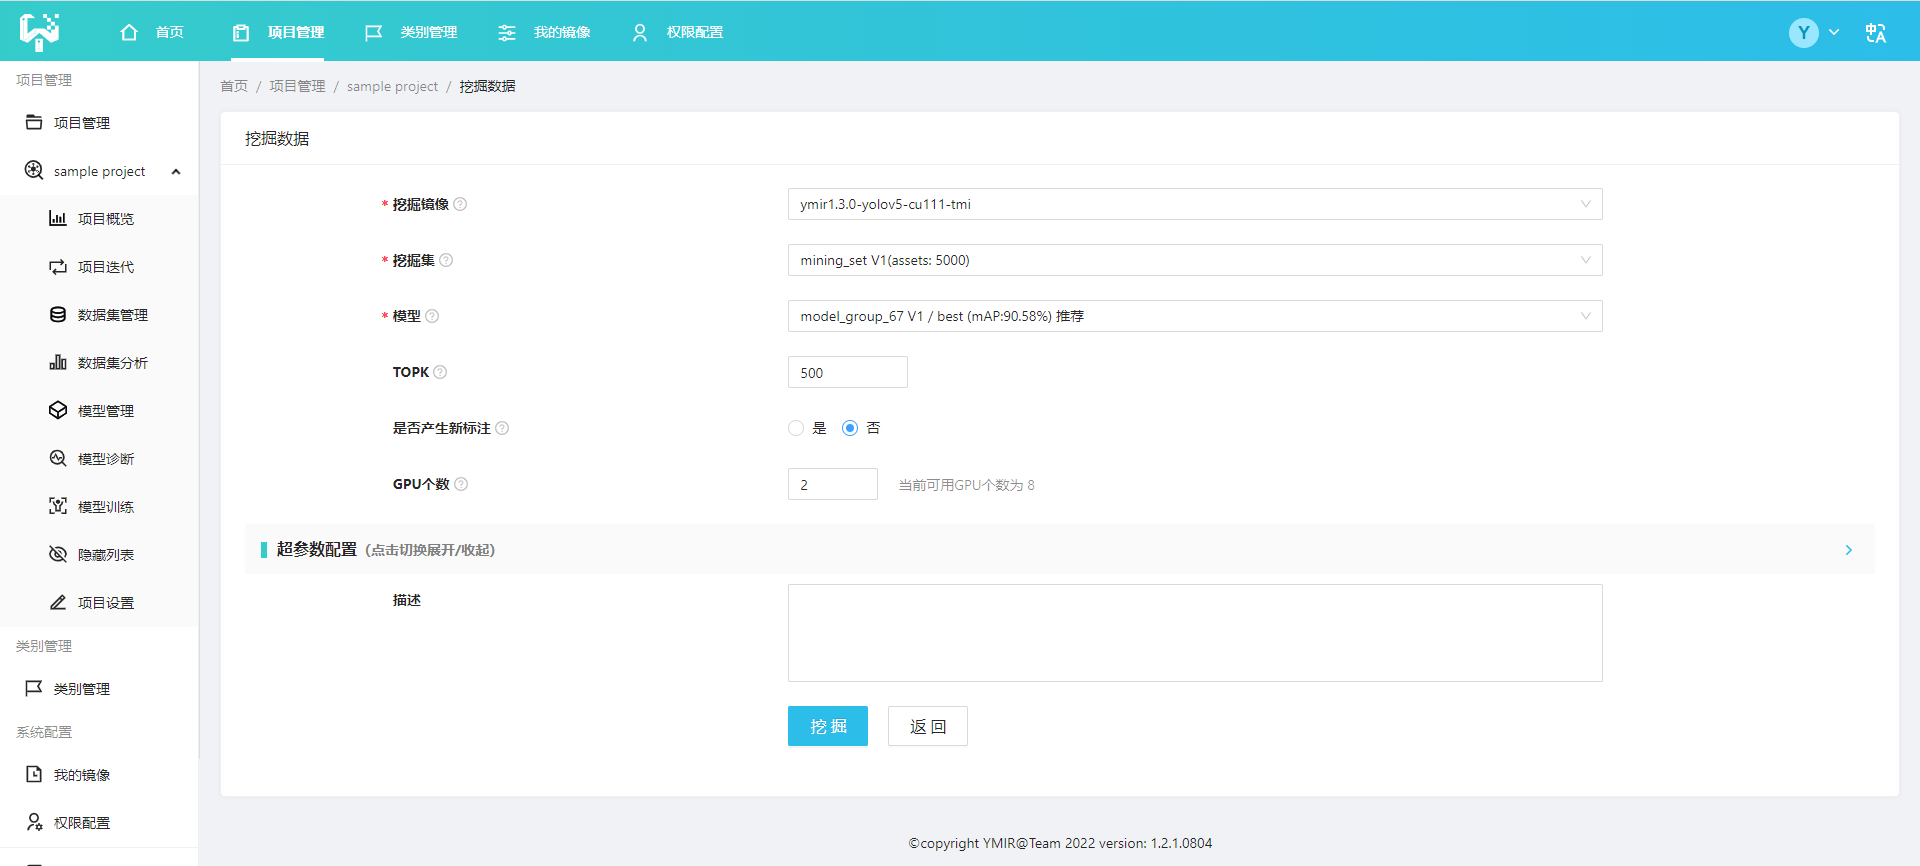 首页
项目管理
类别管理
我的镜像
权限配置
Y
项目管理
项目管理
sample project
项目概览
项目迭代
数据集管理
数据集分析
模型管理
模型诊断
模型训练
隐藏列表
项目设置
类别管理
类别管理
系统配置
我的镜像
权限配置
首页 / 项目管理 / sample project / 挖掘数据
挖掘数据
* 挖掘镜像 ymir1.3.0-yolov5-cu111-tmi
* 挖掘集 mining_set V1(assets: 5000)
* 模型 model_group_67 V1 / best (mAP:90.58%) 推荐
TOPK 500
是否产生新标注 是 否
GPU个数 2 当前可用GPU个数为 8
超参数配置 (点击切换展开/收起)
描述
挖 掘 返 回
©copyright YMIR@Team 2022 version: 1.2.1.0804